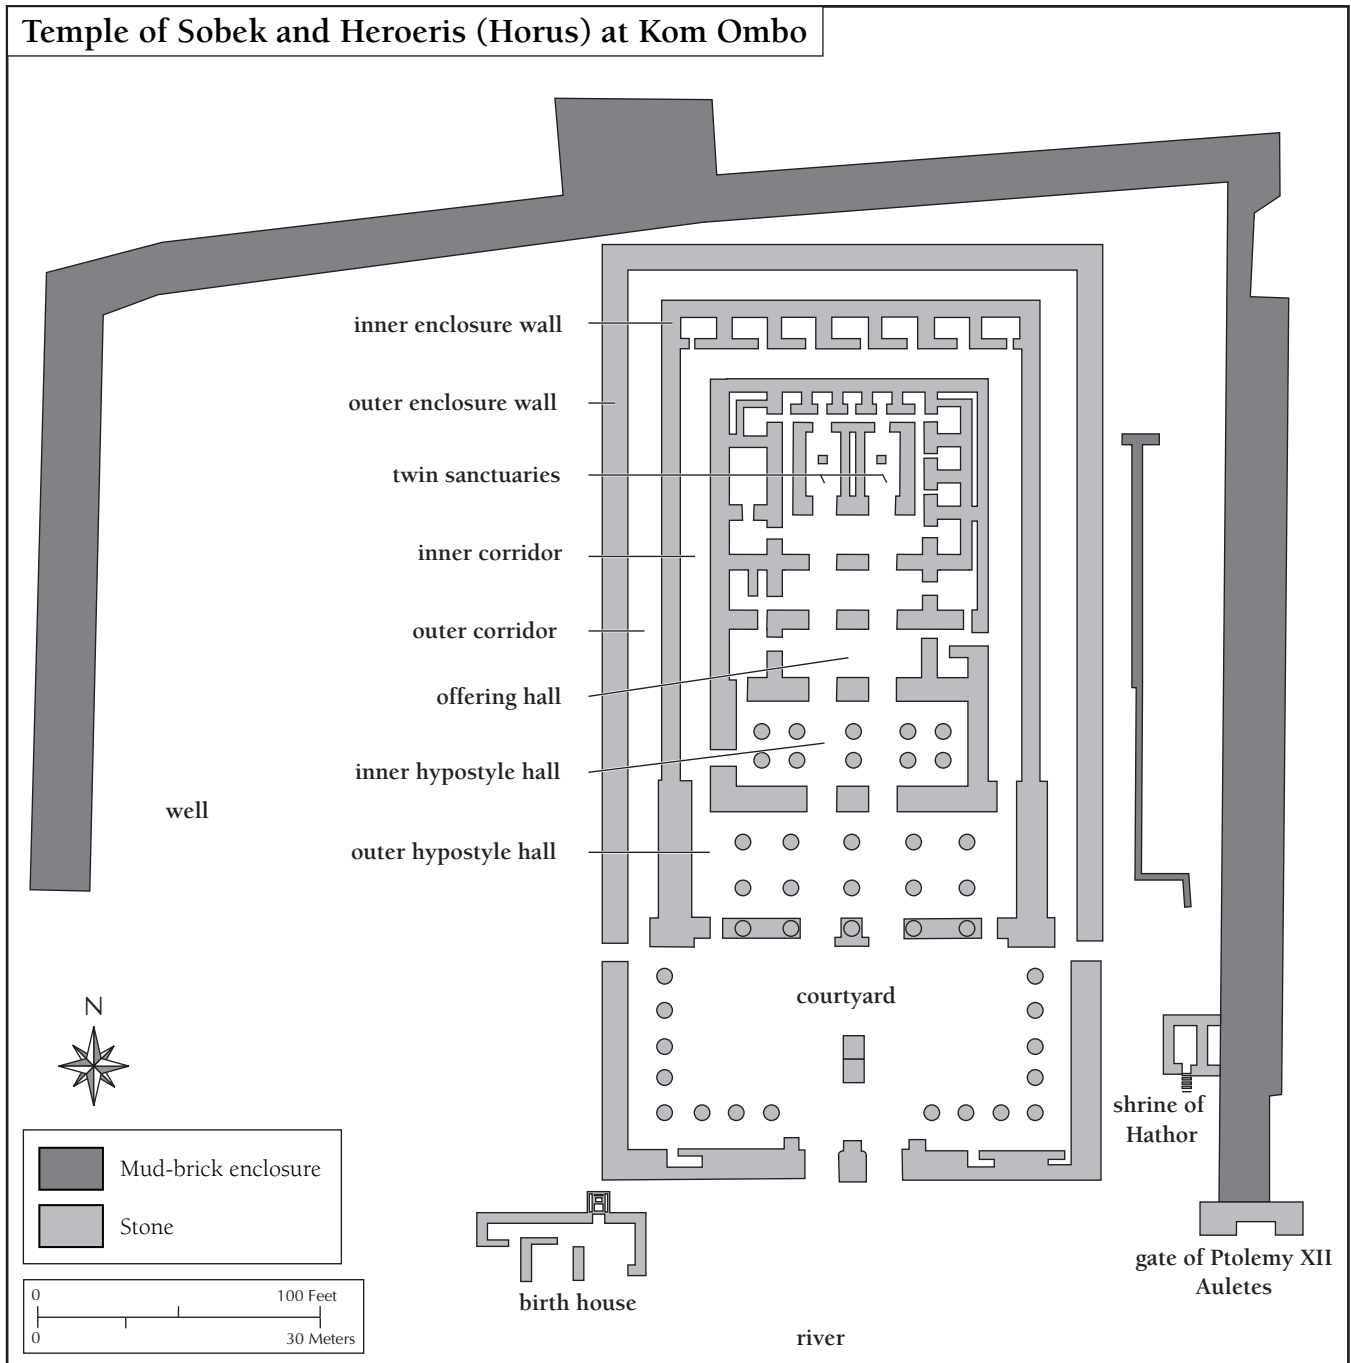 Temple of Sobek and Heroeris (Horus) at Kom Ombo
inner enclosure wall
outer enclosure wall
twin sanctuaries
inner corridor
outer corridor
offering hall
inner hypostyle hall
well
outer hypostyle hall
courtyard
N
shrine of
Hathor
Mud-brick enclosure
Stone
gate of Ptolemy XII
Auletes
0 100 Feet
0 30 Meters
birth house
river